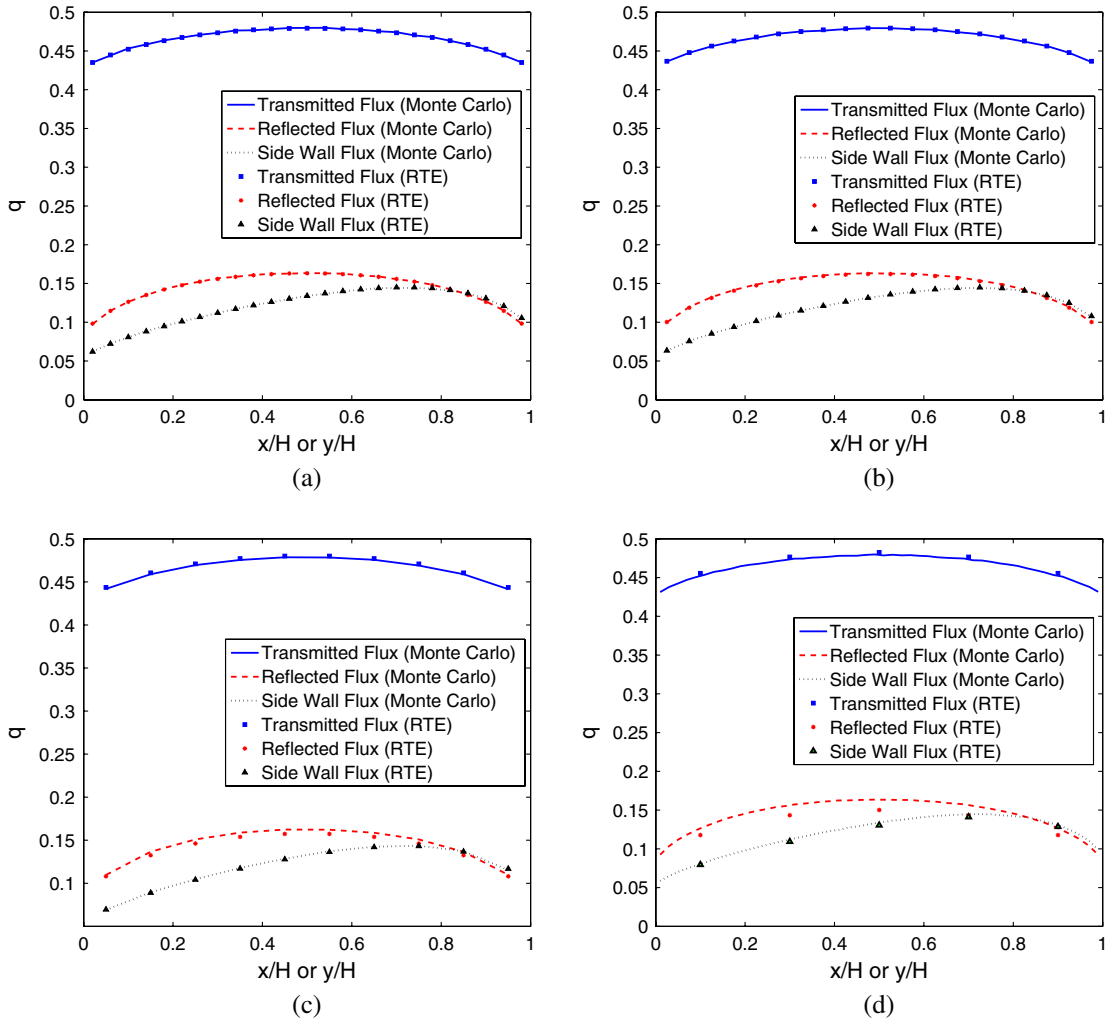 0.5
0.45
0.4
0.35
0.3
0.25
0.2
0.15
0.1
0.05
0
q
Transmitted Flux (Monte Carlo)
Reflected Flux (Monte Carlo)
Side Wall Flux (Monte Carlo)
Transmitted Flux (RTE)
Reflected Flux (RTE)
Side Wall Flux (RTE)
0 0.2 0.4 0.6 0.8 1
x/H or y/H
(a)
0.5
0.45
0.4
0.35
0.3
0.25
0.2
0.15
0.1
0.05
0
q
Transmitted Flux (Monte Carlo)
Reflected Flux (Monte Carlo)
Side Wall Flux (Monte Carlo)
Transmitted Flux (RTE)
Reflected Flux (RTE)
Side Wall Flux (RTE)
0 0.2 0.4 0.6 0.8 1
x/H or y/H
(b)
0.5
0.45
0.4
0.35
0.3
0.25
0.2
0.15
0.1
q
Transmitted Flux (Monte Carlo)
Reflected Flux (Monte Carlo)
Side Wall Flux (Monte Carlo)
Transmitted Flux (RTE)
Reflected Flux (RTE)
Side Wall Flux (RTE)
0 0.2 0.4 0.6 0.8 1
x/H or y/H
(c)
0.5
0.45
0.4
0.35
0.3
0.25
0.2
0.15
0.1
0.05
0
q
Transmitted Flux (Monte Carlo)
Reflected Flux (Monte Carlo)
Side Wall Flux (Monte Carlo)
Transmitted Flux (RTE)
Reflected Flux (RTE)
Side Wall Flux (RTE)
0 0.2 0.4 0.6 0.8 1
x/H or y/H
(d)